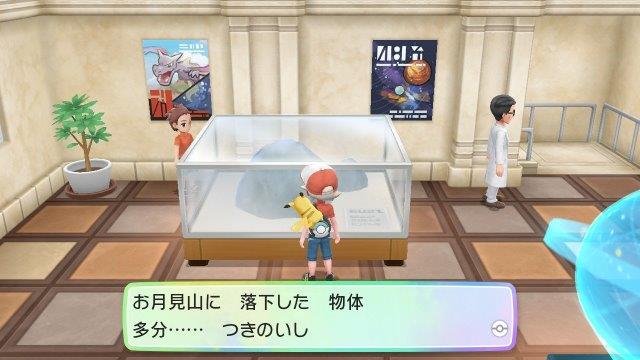 お月見山に　落下した　物体
多分……　つきのいし